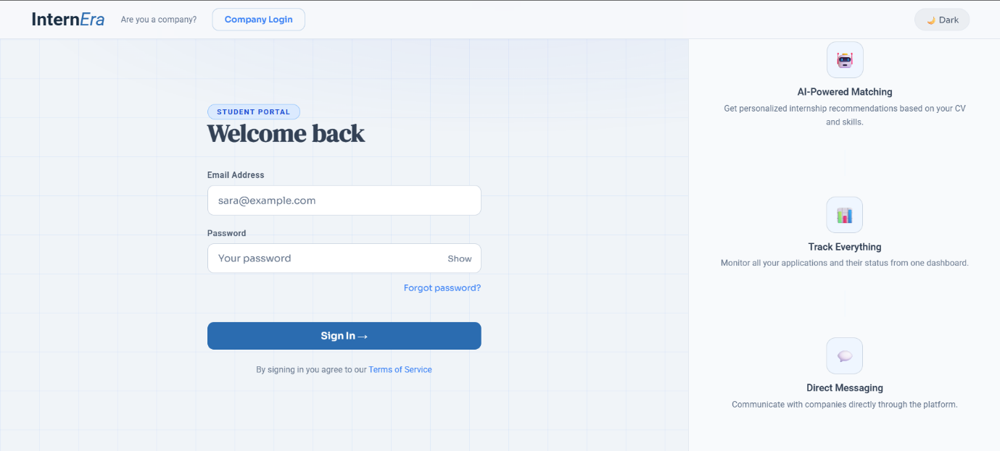 InternEra
Are you a company?
Company Login
🌙 Dark
STUDENT PORTAL
Welcome back
Email Address
sara@example.com
Password
Your password
Show
Forgot password?
Sign In →
By signing in you agree to our Terms of Service
AI-Powered Matching
Get personalized internship recommendations based on your CV
and skills.
Track Everything
Monitor all your applications and their status from one dashboard.
Direct Messaging
Communicate with companies directly through the platform.